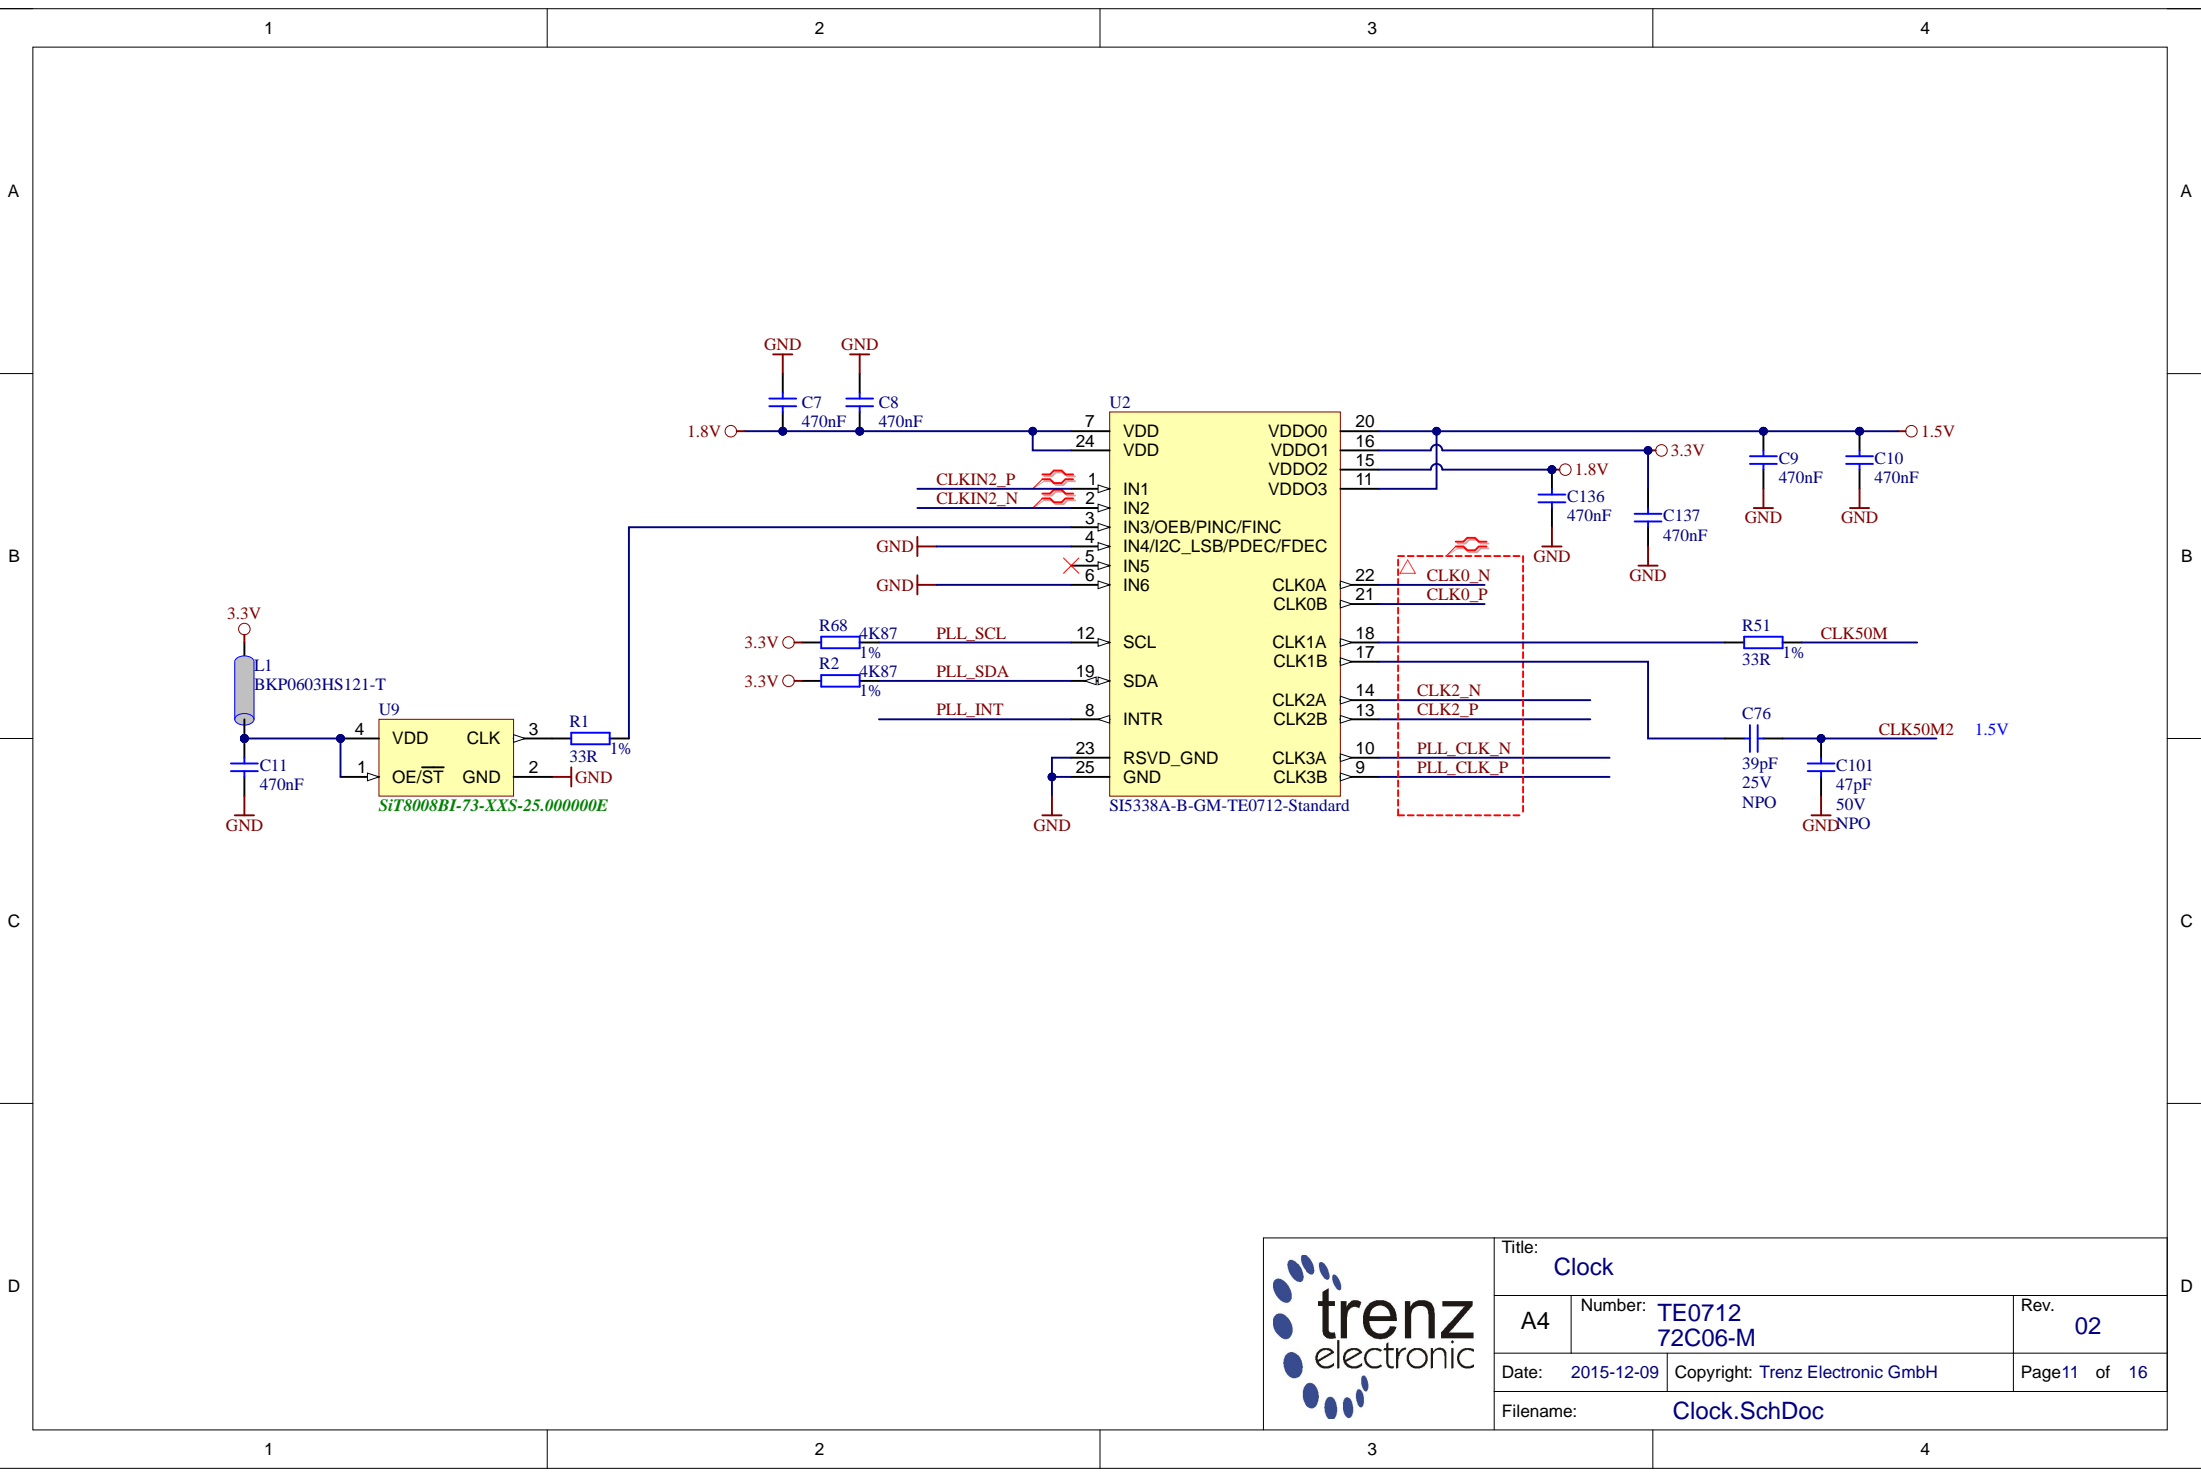 1 2 3 4
A A
GND GND
C7 C8
470nF 470nF
1.8V
U2
7 VDD VDDO0 20
24 VDD VDDO1 16
VDDO2 15
VDDO3 11
1.5V
3.3V
1.8V
C9 C10
470nF 470nF
GND GND
C136
470nF
GND
C137
470nF
GND
CLKIN2_P 1 IN1
CLKIN2_N 2 IN2
3 IN3/OEB/PINC/FINC
GND 4 IN4/I2C_LSB/PDEC/FDEC
5 IN5
GND 6 IN6
B B
CLK0A 22 CLK0_N
CLK0B 21 CLK0_P
3.3V R68 4K87 1% PLL_SCL 12 SCL
3.3V R2 4K87 1% PLL_SDA 19 SDA
PLL_INT 8 INTR
23 RSVD_GND
25 GND
GND
CLK1A 18 R51 33R 1% CLK50M
CLK1B 17
CLK2A 14 CLK2_N
CLK2B 13 CLK2_P
CLK3A 10 PLL_CLK_N
CLK3B 9 PLL_CLK_P
SI5338A-B-GM-TE0712-Standard
C76
39pF
25V
NPO
CLK50M2 1.5V
C101
47pF
50V
NPO
GND
3.3V
L1
BKP0603HS121-T
C11
470nF
GND
U9
4 VDD CLK 3
1 OE/ST GND 2 GND
SiT8008BI-73-XXS-25.000000E
R1
33R
1%
C C
D D
trenz
electronic
Title:
Clock
A4 Number: TE0712
72C06-M
Rev.
02
Date: 2015-12-09 Copyright: Trenz Electronic GmbH Page11 of 16
Filename: Clock.SchDoc
1 2 3 4